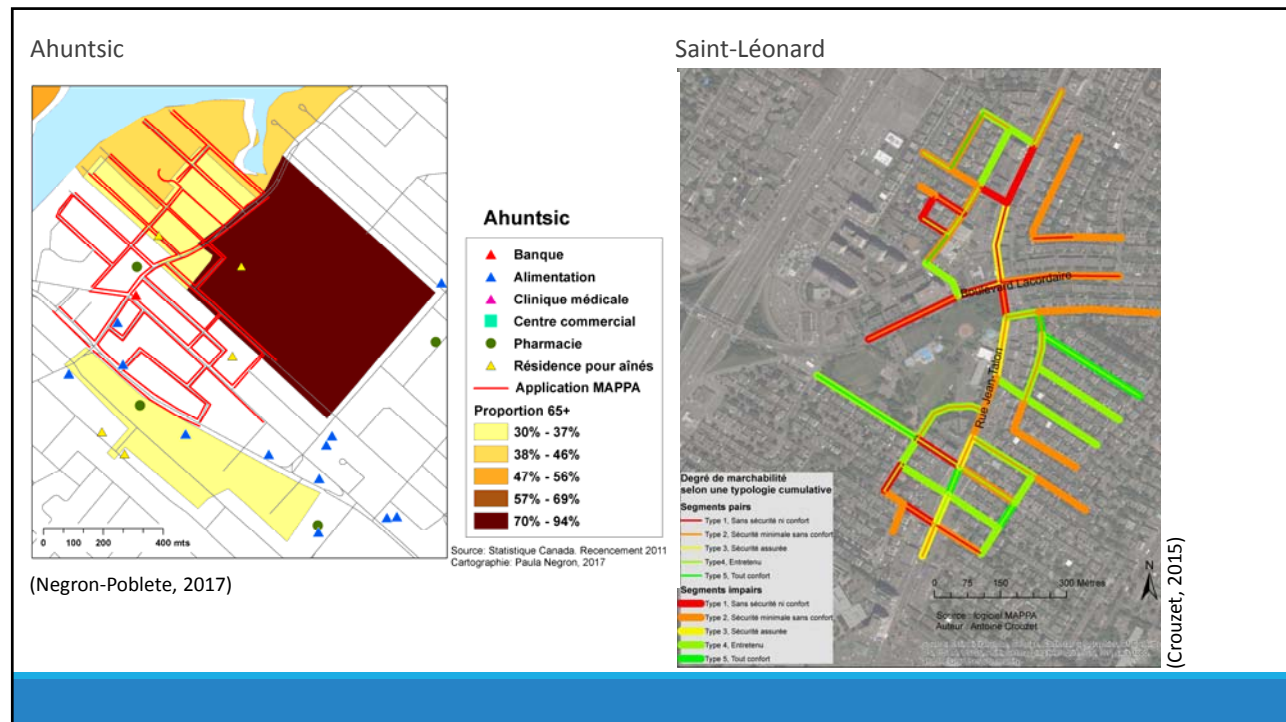 Ahuntsic
Saint-Léonard
Ahuntsic
Banque
Alimentation
Clinique médicale
Centre commercial
Pharmacie
Résidence pour aînés
Application MAPPA
Proportion 65+
30% - 37%
38% - 46%
47% - 56%
57% - 69%
70% - 94%
0 100 200 400 mts
Source: Statistique Canada. Recencement 2011
Cartographie: Paula Negron, 2017
(Negron-Poblete, 2017)
Boulevard Lacordaire
Rue Jean-Talon
Degré de marchabilité
selon une typologie cumulative
Segments pairs
Type 1, Sans sécurité ni confort
Type 2, Sécurité minimale sans confort
Type 3, Sécurité assurée
Type4, Entretenu
Type 5, Tout confort
Segments impairs
Type 1, Sans sécurité ni confort
Type 2, Sécurité minimale sans confort
Type 3, Sécurité assurée
Type 4, Entretenu
Type 5, Tout confort
0 75 150 300 Mètres
N
Source : logiciel MAPPA
Auteur : Antoine Crouzet
(Crouzet, 2015)